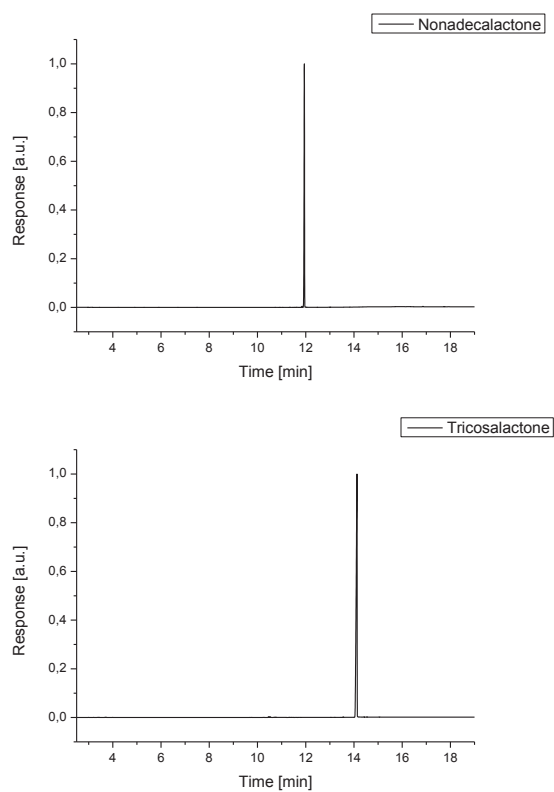 Nonadecalactone
1,0
0,8
0,6
0,4
0,2
0,0
Response [a.u.]
4 6 8 10 12 14 16 18
Time [min]
Tricosalactone
1,0
0,8
0,6
0,4
0,2
0,0
Response [a.u.]
4 6 8 10 12 14 16 18
Time [min]